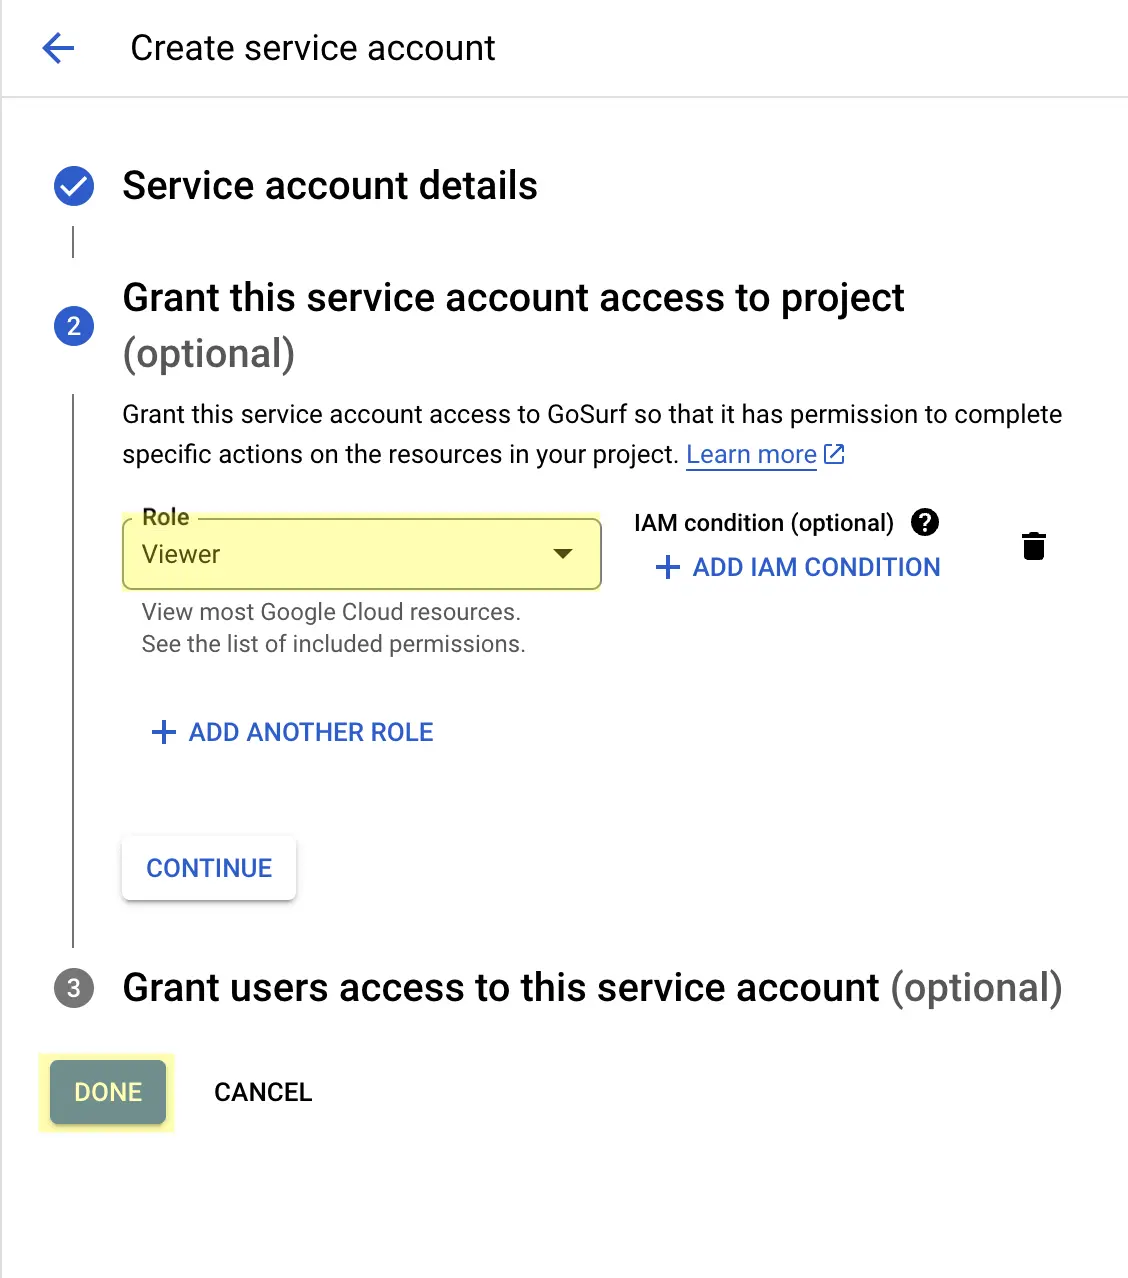 Create service account
Service account details
2
Grant this service account access to project
(optional)
Grant this service account access to GoSurf so that it has permission to complete
specific actions on the resources in your project. Learn more
Role
Viewer
IAM condition (optional)
?
ADD IAM CONDITION
View most Google Cloud resources.
See the list of included permissions.
ADD ANOTHER ROLE
CONTINUE
3
Grant users access to this service account (optional)
DONE
CANCEL